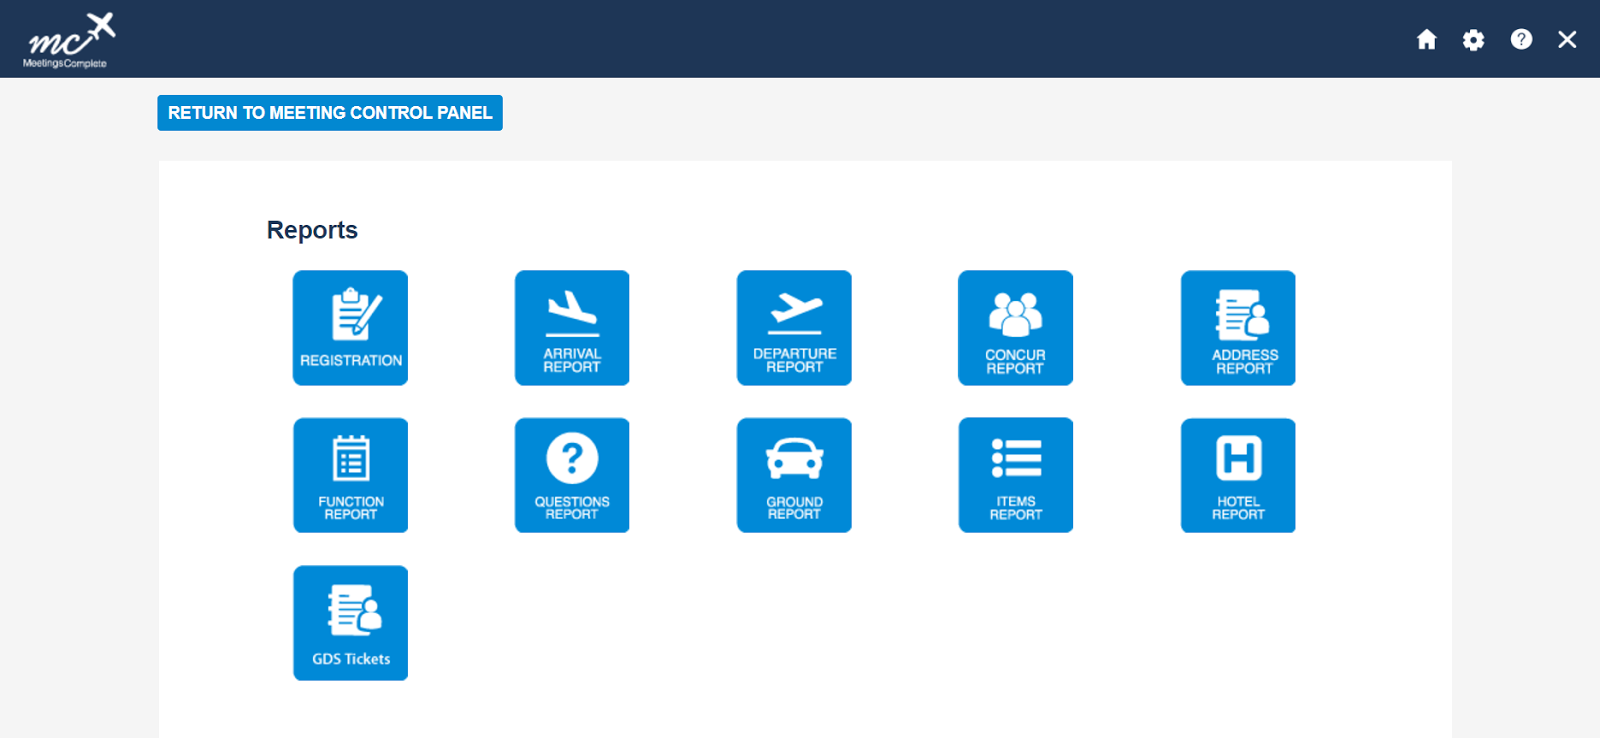 mc
MeetingsComplete
?
RETURN TO MEETING CONTROL PANEL
Reports
REGISTRATION
ARRIVAL
REPORT
DEPARTURE
REPORT
CONCUR
REPORT
ADDRESS
REPORT
FUNCTION
REPORT
?
QUESTIONS
REPORT
GROUND
REPORT
ITEMS
REPORT
H
HOTEL
REPORT
GDS Tickets